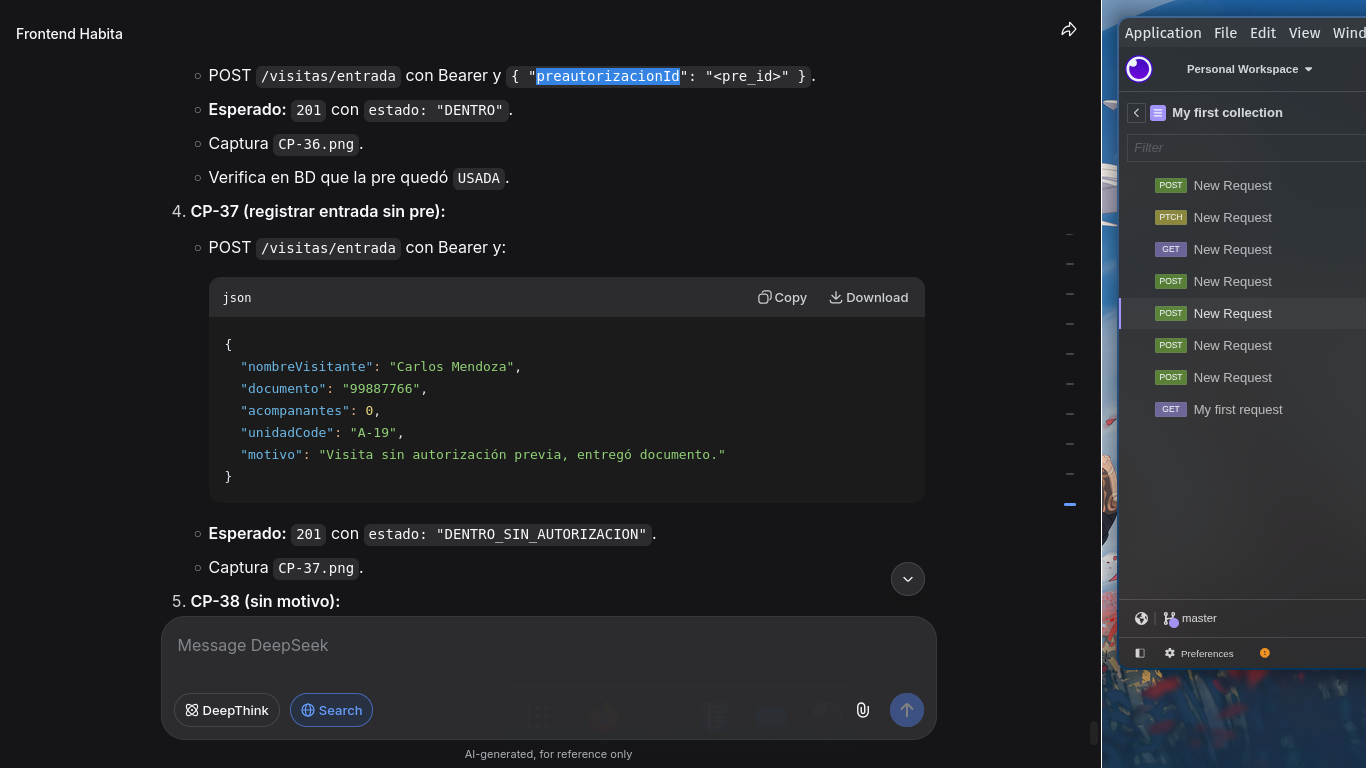 Frontend Habita
○ POST /visitas/entrada con Bearer y { "preautorizacionId": "<pre_id>" }.
○ Esperado: 201 con estado: "DENTRO".
○ Captura CP-36.png.
○ Verifica en BD que la pre quedó USADA.
4. CP-37 (registrar entrada sin pre):
○ POST /visitas/entrada con Bearer y:
json
Copy
Download
{
"nombreVisitante": "Carlos Mendoza",
"documento": "99887766",
"acompanantes": 0,
"unidadCode": "A-19",
"motivo": "Visita sin autorización previa, entregó documento."
}
○ Esperado: 201 con estado: "DENTRO_SIN_AUTORIZACION".
○ Captura CP-37.png.
5. CP-38 (sin motivo):
Message DeepSeek
DeepThink
Search
AI-generated, for reference only
Application File Edit View Wind
Personal Workspace
My first collection
Filter
POST New Request
PTCH New Request
GET New Request
POST New Request
POST New Request
POST New Request
POST New Request
GET My first request
master
Preferences